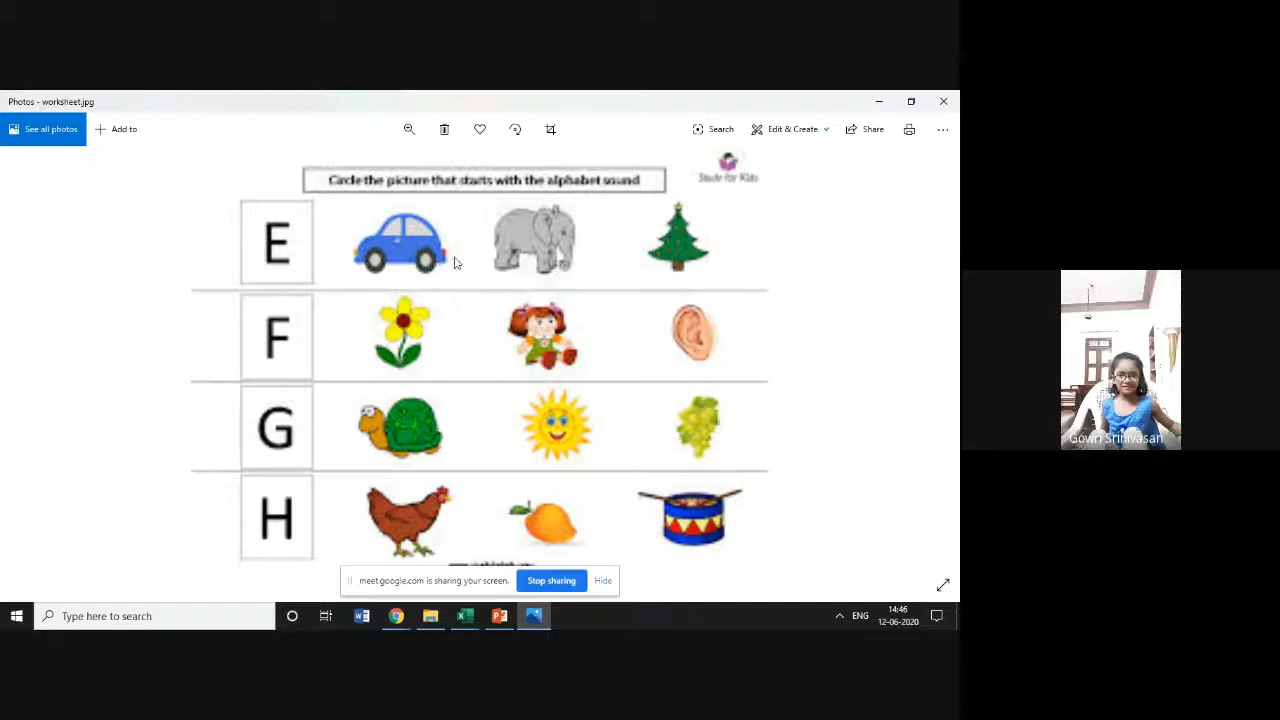 Photos - worksheet.jpg
See all photos
Add to
Search
Edit & Create
Share
Circle the picture that starts with the alphabet sound
Study for Kids
E
F
G
H
meet.google.com is sharing your screen.
Stop sharing
Hide
Gowri Srinivasan
Type here to search
ENG
14:46
12-06-2020